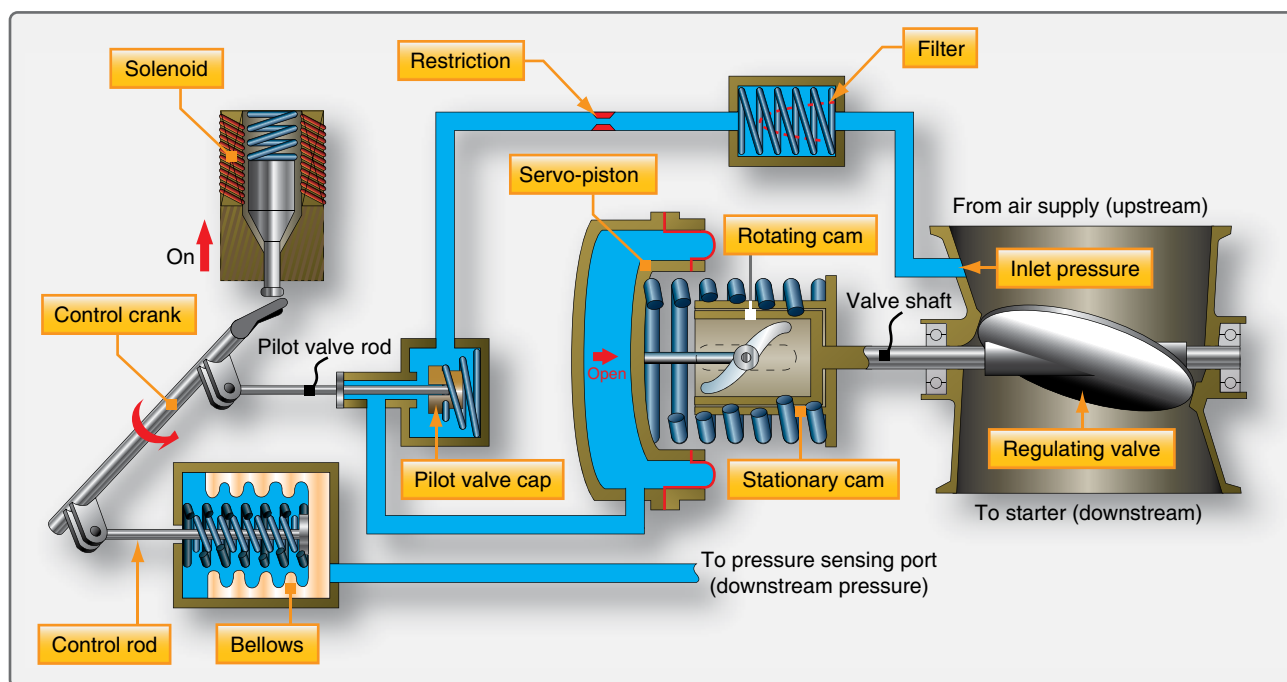 Solenoid
Restriction
Filter
Servo-piston
From air supply (upstream)
Rotating cam
On
Inlet pressure
Control crank
Valve shaft
Pilot valve rod
Open
Regulating valve
Pilot valve cap
Stationary cam
To starter (downstream)
To pressure sensing port
(downstream pressure)
Control rod
Bellows